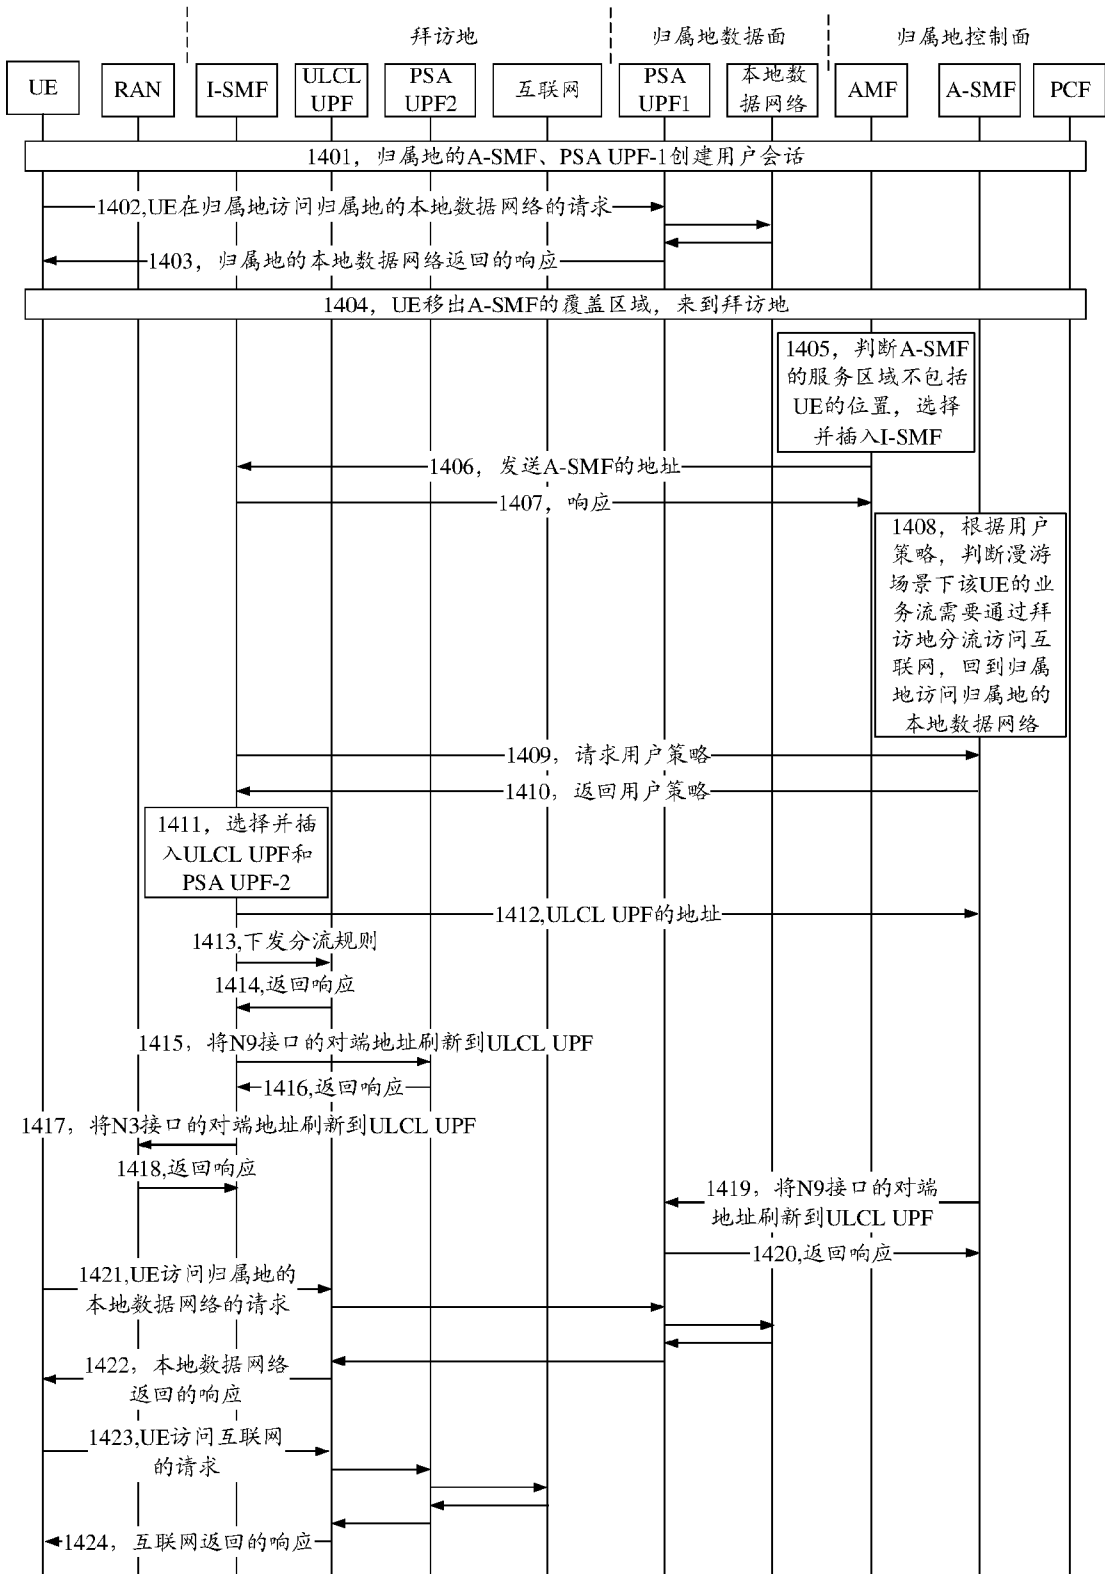 拜访地
归属地数据面
归属地控制面
UE
RAN
I-SMF
ULCL
UPF
PSA
UPF2
互联网
PSA
UPF1
本地数
据网络
AMF
A-SMF
PCF
1401，归属地的A-SMF、PSA UPF-1创建用户会话
1402,UE在归属地访问归属地的本地数据网络的请求
1403，归属地的本地数据网络返回的响应
1404，UE移出A-SMF的覆盖区域，来到拜访地
1405，判断A-SMF
的服务区域不包括
UE的位置，选择
并插入I-SMF
1406，发送A-SMF的地址
1407，响应
1408，根据用户
策略，判断漫游
场景下该UE的业
务流需要通过拜
访地分流访问互
联网，回到归属
地访问归属地的
本地数据网络
1409，请求用户策略
1410，返回用户策略
1411，选择并插
入ULCL UPF和
PSA UPF-2
1412,ULCL UPF的地址
1413,下发分流规则
1414,返回响应
1415，将N9接口的对端地址刷新到ULCL UPF
1416,返回响应
1417，将N3接口的对端地址刷新到ULCL UPF
1418,返回响应
1419，将N9接口的对端
地址刷新到ULCL UPF
1420,返回响应
1421,UE访问归属地的
本地数据网络的请求
1422，本地数据网络
返回的响应
1423,UE访问互联网
的请求
1424，互联网返回的响应